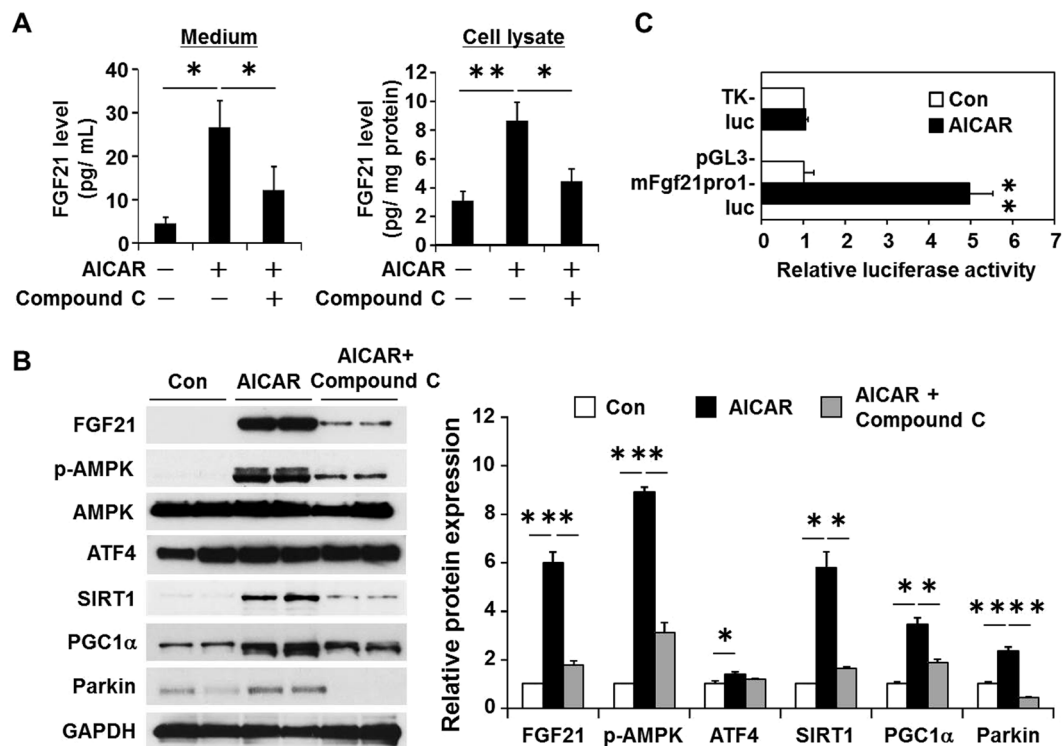 A
Medium
* *
FGF21 level
(pg/ mL)
40
30
20
10
0
AICAR — + +
Compound C — — +
Cell lysate
** *
FGF21 level
(pg/ mg protein)
12
10
8
6
4
2
0
AICAR — + +
Compound C — — +
C
TK-
luc
pGL3-
mFgf21pro1-
luc
Con
AICAR
**
0 1 2 3 4 5 6 7
Relative luciferase activity
B
Con AICAR AICAR+
Compound C
FGF21
p-AMPK
AMPK
ATF4
SIRT1
PGC1α
Parkin
GAPDH
Con
AICAR
AICAR +
Compound C
Relative protein expression
12
10
8
6
4
2
0
***
***
*
* *
* *
****
FGF21 p-AMPK ATF4 SIRT1 PGC1α Parkin